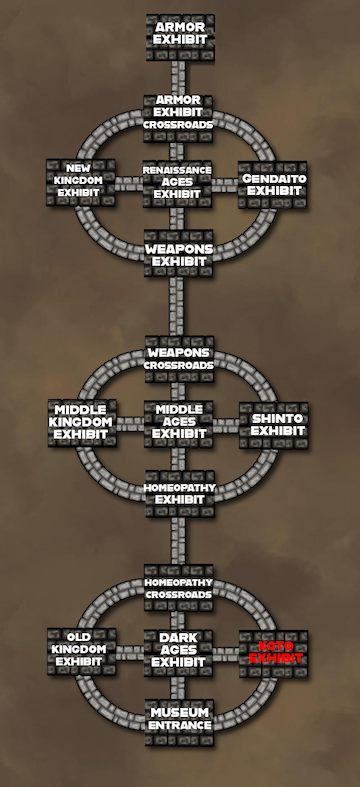 ARMOR
EXHIBIT
ARMOR
EXHIBIT
CROSSROADS
NEW
KINGDOM
EXHIBIT
RENAISSANCE
AGES
EXHIBIT
GENDAITO
EXHIBIT
WEAPONS
EXHIBIT
WEAPONS
CROSSROADS
MIDDLE
KINGDOM
EXHIBIT
MIDDLE
AGES
EXHIBIT
SHINTO
EXHIBIT
HOMEOPATHY
EXHIBIT
HOMEOPATHY
CROSSROADS
OLD
KINGDOM
EXHIBIT
DARK
AGES
EXHIBIT
KOTO
EXHIBIT
MUSEUM
ENTRANCE